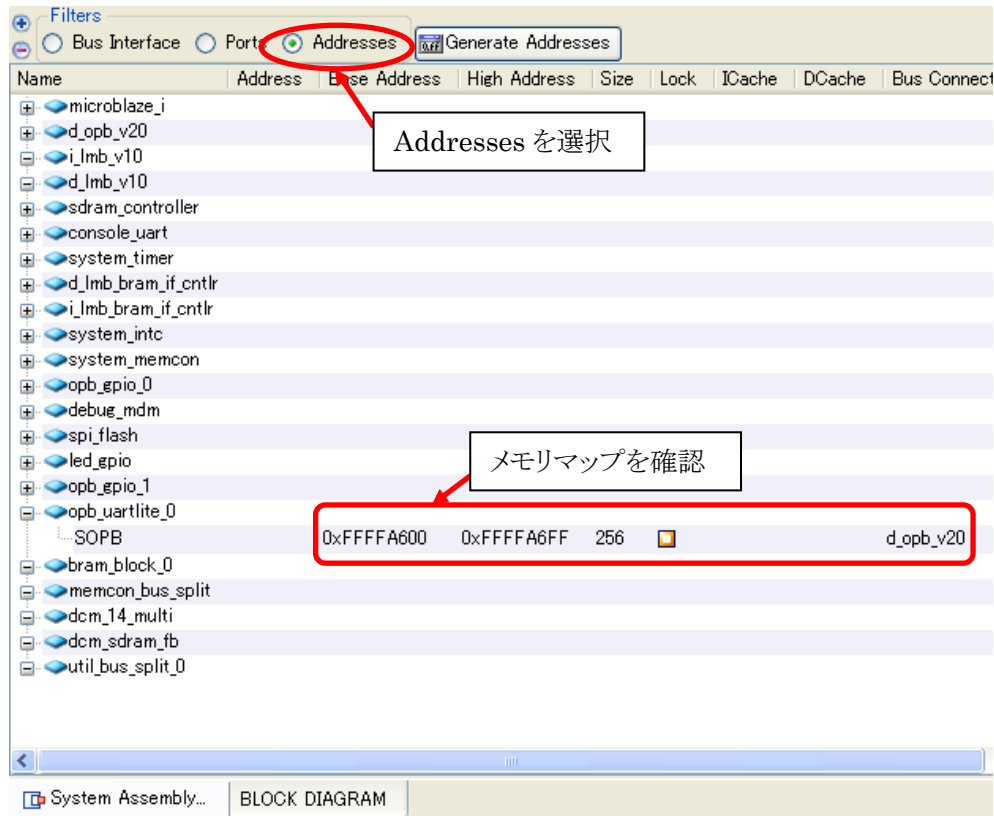 Filters
Bus Interface Ports Addresses Generate Addresses
Name Address Base Address High Address Size Lock ICache DCache Bus Connect
microblaze_i
d_opb_v20
Addresses を選択
i_lmb_v10
d_lmb_v10
sdram_controller
console_uart
system_timer
d_lmb_bram_if_cntlr
i_lmb_bram_if_cntlr
system_intc
system_memcon
opb_gpio_0
debug_mdm
spi_flash
led_gpio
メモリマップを確認
opb_gpio_1
opb_uartlite_0
SOPB 0xFFFFA600 0xFFFFA6FF 256 d_opb_v20
bram_block_0
memcon_bus_split
dcm_14_multi
dcm_sdram_fb
util_bus_split_0
System Assembly... BLOCK DIAGRAM